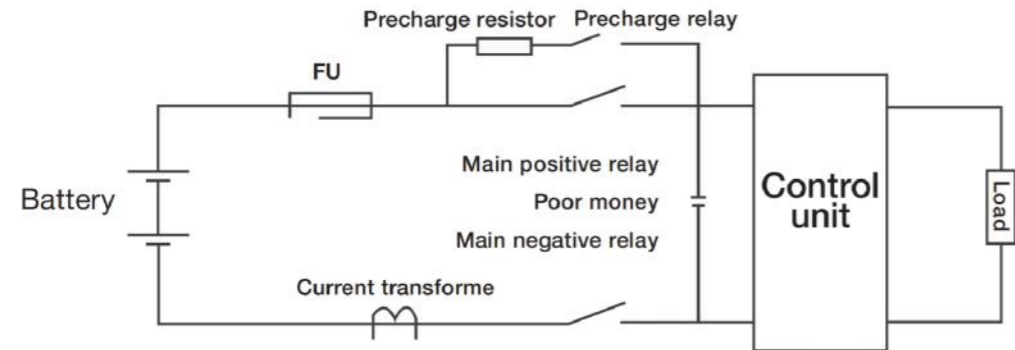 Precharge resistor
Precharge relay
FU
Main positive relay
Battery
Poor money
Main negative relay
Control
unit
Load
Current transforme